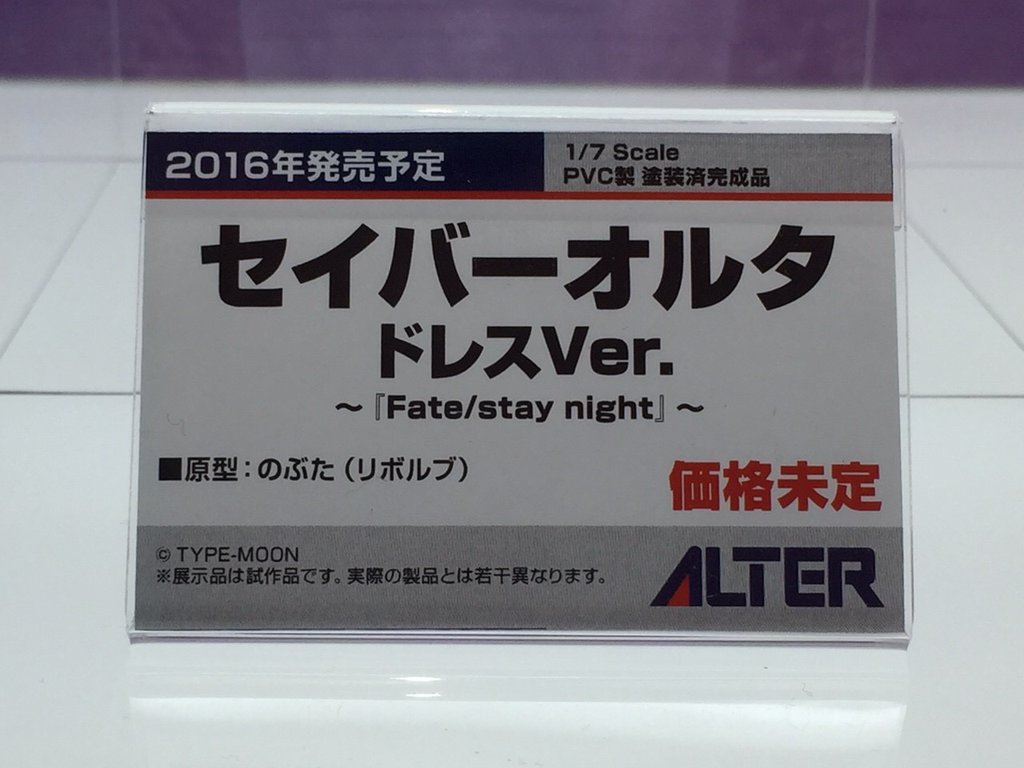 2016年発売予定
1/7 Scale
PVC製 塗装済完成品
セイバーオルタ
ドレスVer.
～『Fate/stay night』～
■原型：のぶた（リボルブ）
価格未定
© TYPE-MOON
※展示品は試作品です。実際の製品とは若干異なります。
ALTER